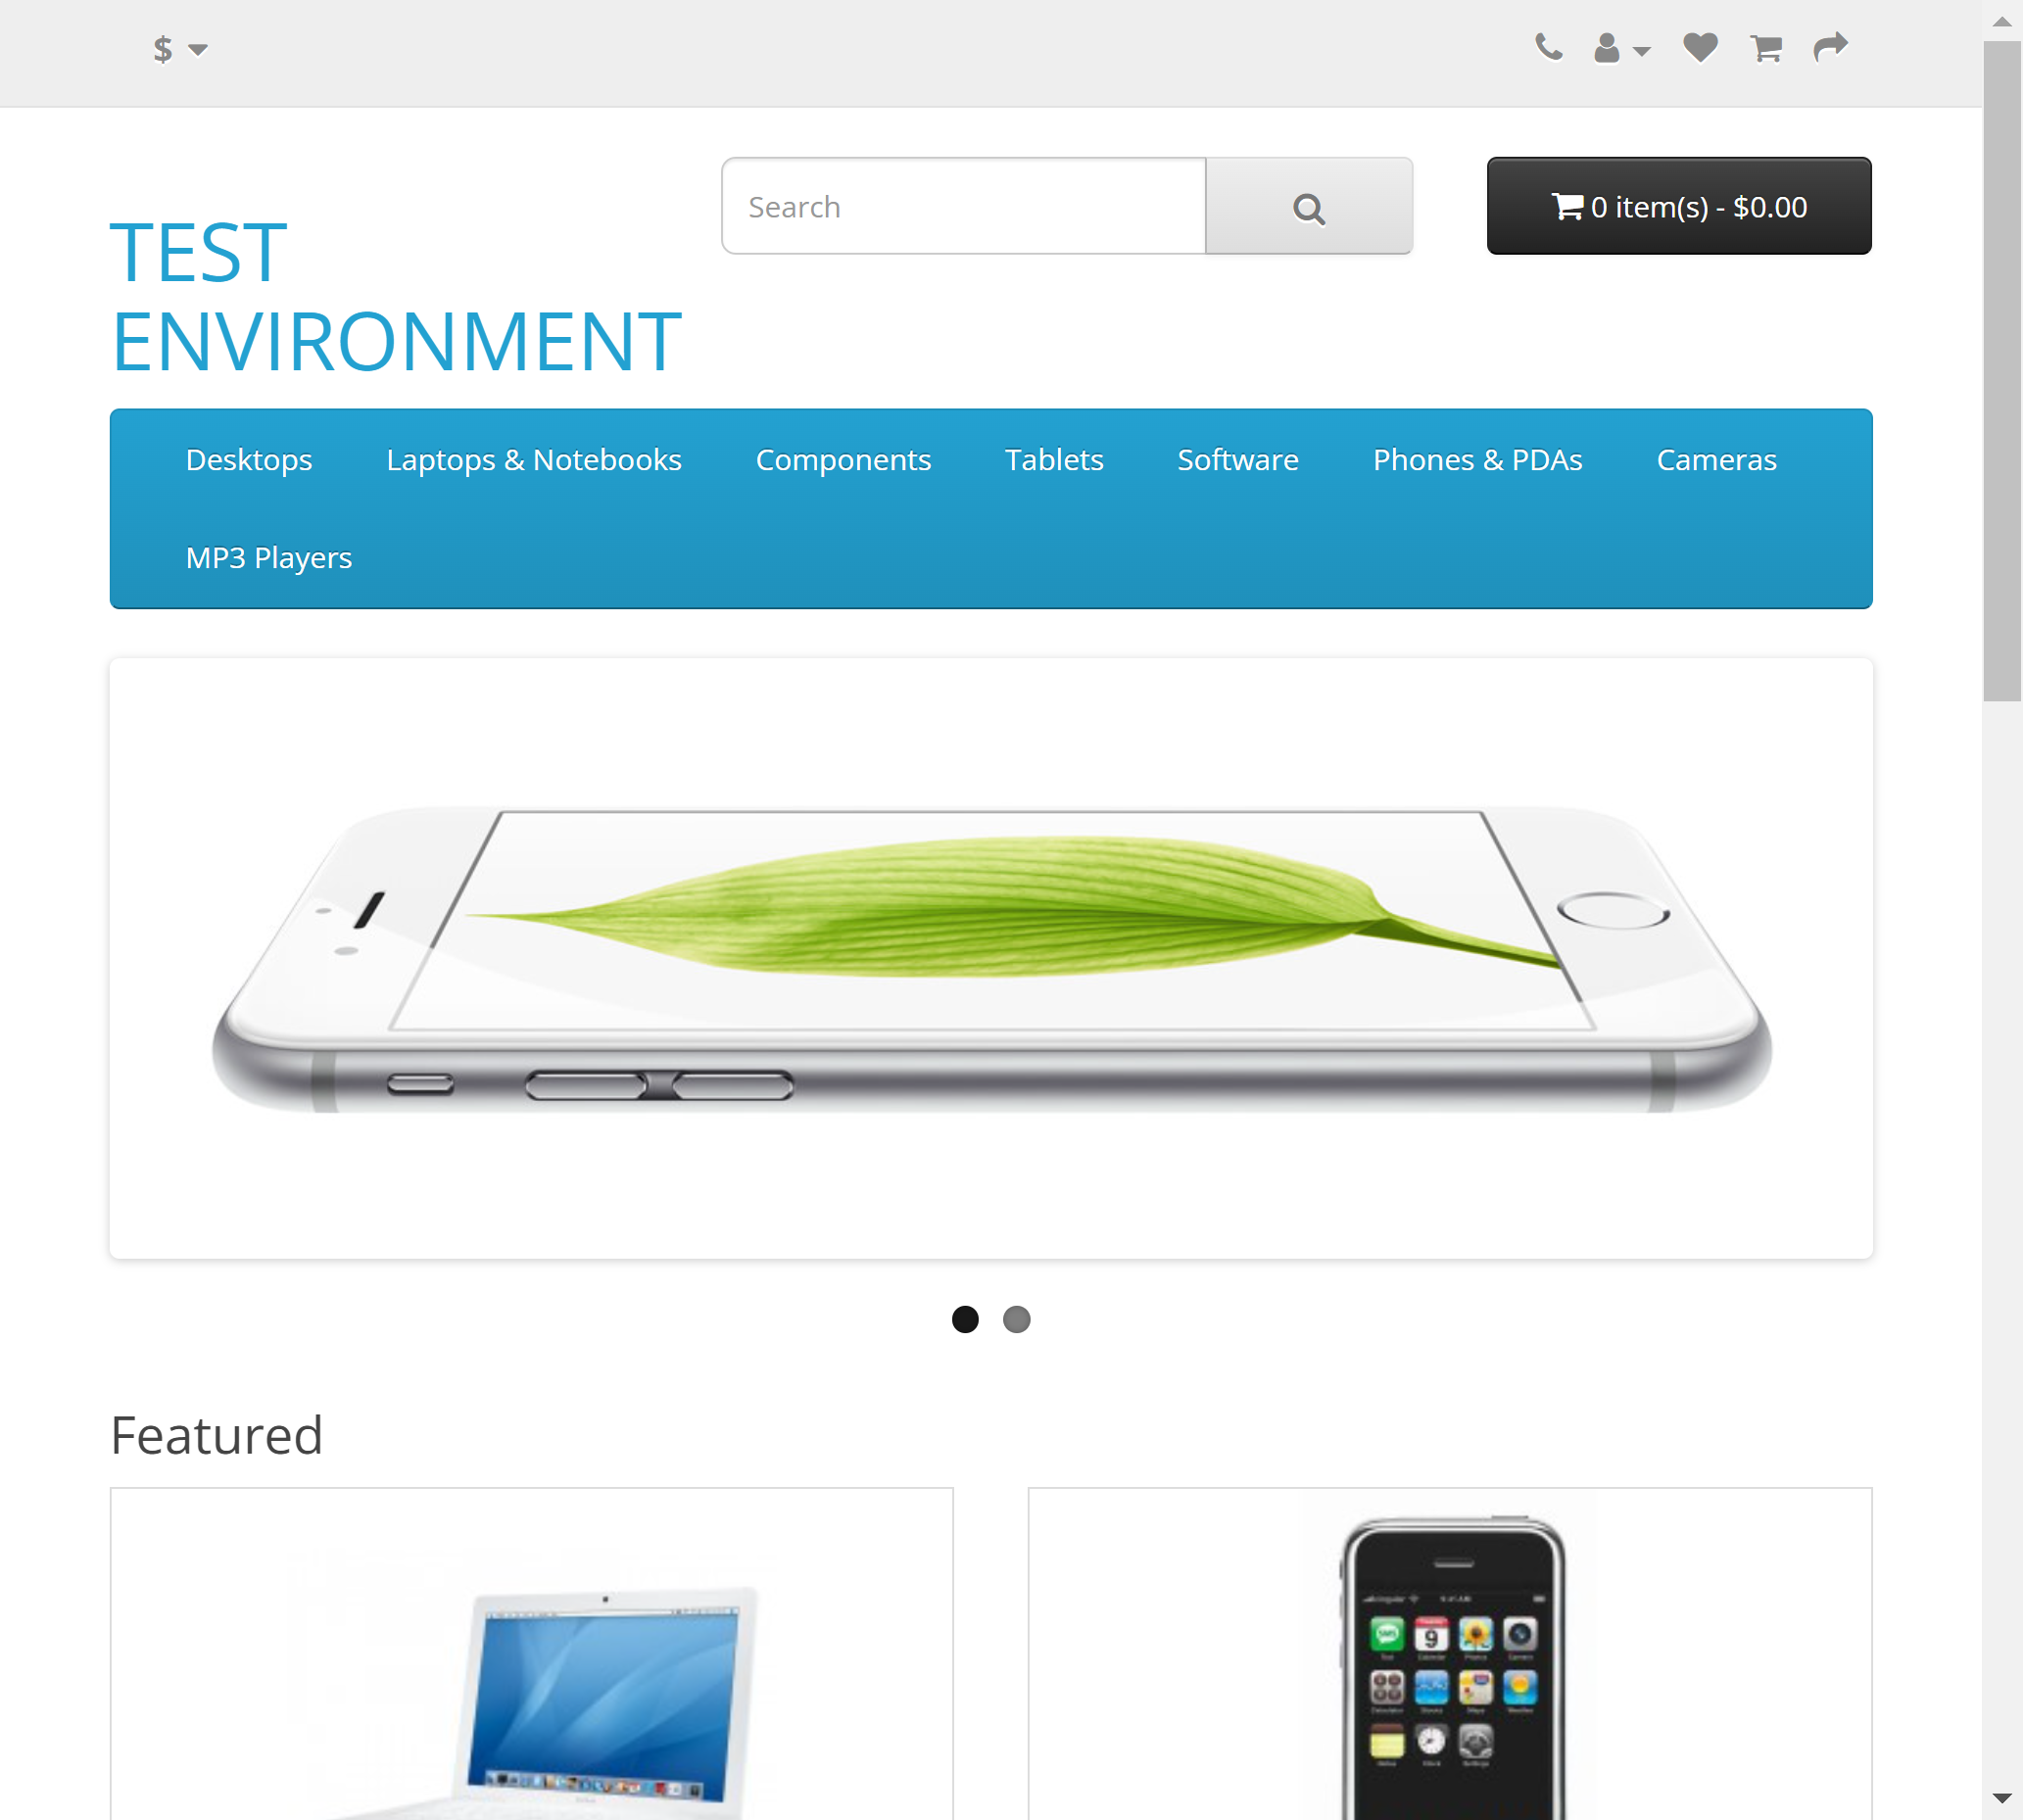 $
Search
0 item(s) - $0.00
TEST
ENVIRONMENT
Desktops Laptops & Notebooks Components Tablets Software Phones & PDAs Cameras
MP3 Players
Featured
9